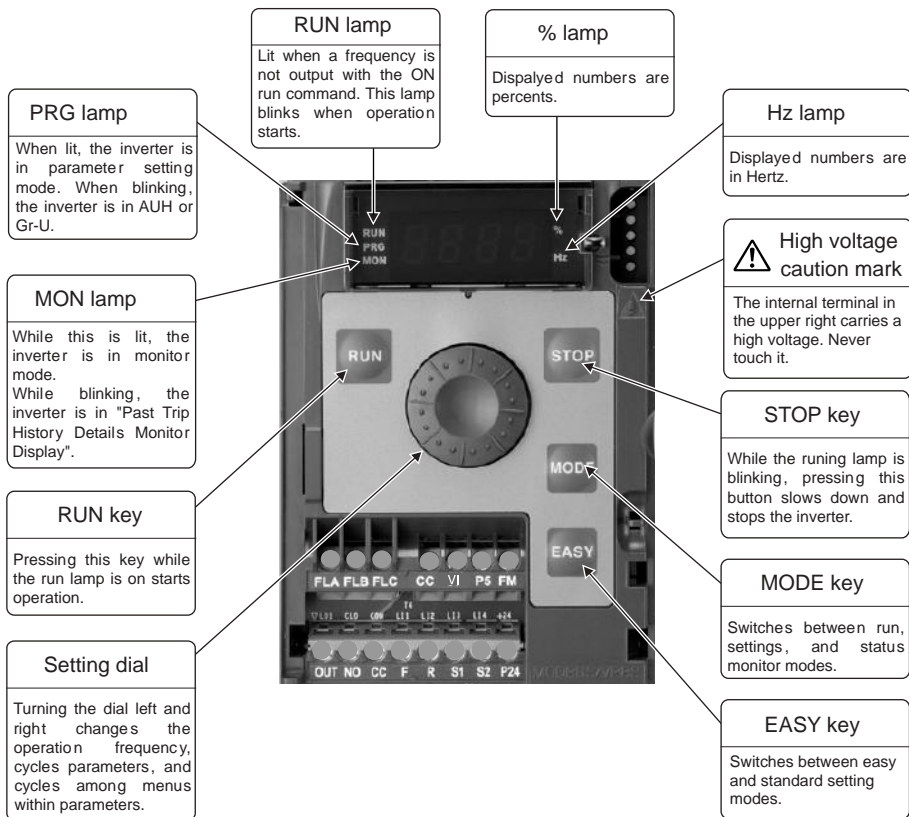 RUN lamp
Lit when a frequency is
not output with the ON
run command. This lamp
blinks when operation
starts.
% lamp
Dispalyed numbers are
percents.
PRG lamp
When lit, the inverter is
in parameter setting
mode. When blinking,
the inverter is in AUH or
Gr-U.
Hz lamp
Displayed numbers are
in Hertz.
MON lamp
While this is lit, the
inverter is in monitor
mode.
While blinking, the
inverter is in "Past Trip
History Details Monitor
Display".
High voltage
caution mark
The internal terminal in
the upper right carries a
high voltage. Never
touch it.
RUN key
Pressing this key while
the run lamp is on starts
operation.
STOP key
While the runing lamp is
blinking, pressing this
button slows down and
stops the inverter.
Setting dial
Turning the dial left and
right changes the
operation frequency,
cycles parameters, and
cycles among menus
within parameters.
MODE key
Switches between run,
settings, and status
monitor modes.
EASY key
Switches between easy
and standard setting
modes.
RUN %
PRG
MON Hz
RUN STOP
MODE
EASY
FLA FLB FLC CC VI P5 FM
LO1 CLO COM LI1 LI2 LI3 LI4 +24
OUT NO CC F R S1 S2 P24